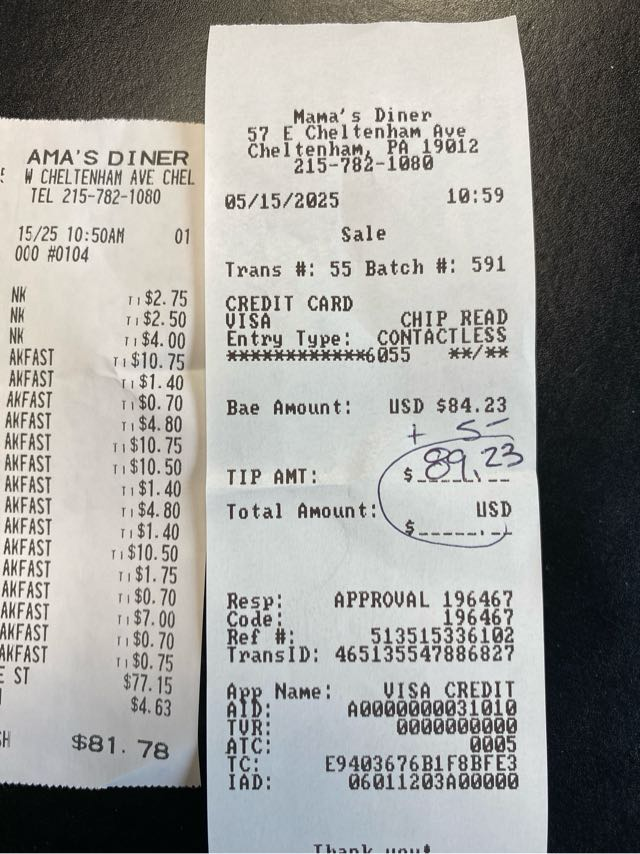 AMA'S DINER
W CHELTENHAM AVE CHEL
TEL 215-782-1080
15/25 10:50AM 01
000 #0104
NK T1 $2.75
NK T1 $2.50
NK T1 $4.00
AKFAST T1 $10.75
AKFAST T1 $1.40
AKFAST T1 $0.70
AKFAST T1 $4.80
AKFAST T1 $10.75
AKFAST T1 $10.50
AKFAST T1 $1.40
AKFAST T1 $4.80
AKFAST T1 $1.40
AKFAST T1 $10.50
AKFAST T1 $1.75
AKFAST T1 $0.70
AKFAST T1 $7.00
AKFAST T1 $0.70
AKFAST T1 $0.75
E ST $77.15
$4.63
SH $81.78
Mama's Diner
57 E Cheltenham Ave
Cheltenham, PA 19012
215-782-1080
05/15/2025 10:59
Sale
Trans #: 55 Batch #: 591
CREDIT CARD
VISA CHIP READ
Entry Type: CONTACTLESS
************6055 **/**
Bae Amount: USD $84.23
+ 5-
TIP AMT: $ 89.23
Total Amount: USD
$
Resp: APPROVAL 196467
Code: 196467
Ref #: 513515336102
TransID: 465135547886827
App Name: VISA CREDIT
AID: A0000000031010
TVR: 0000000000
ATC: 0005
TC: E9403676B1F8BFE3
IAD: 06011203A00000
Thank you!